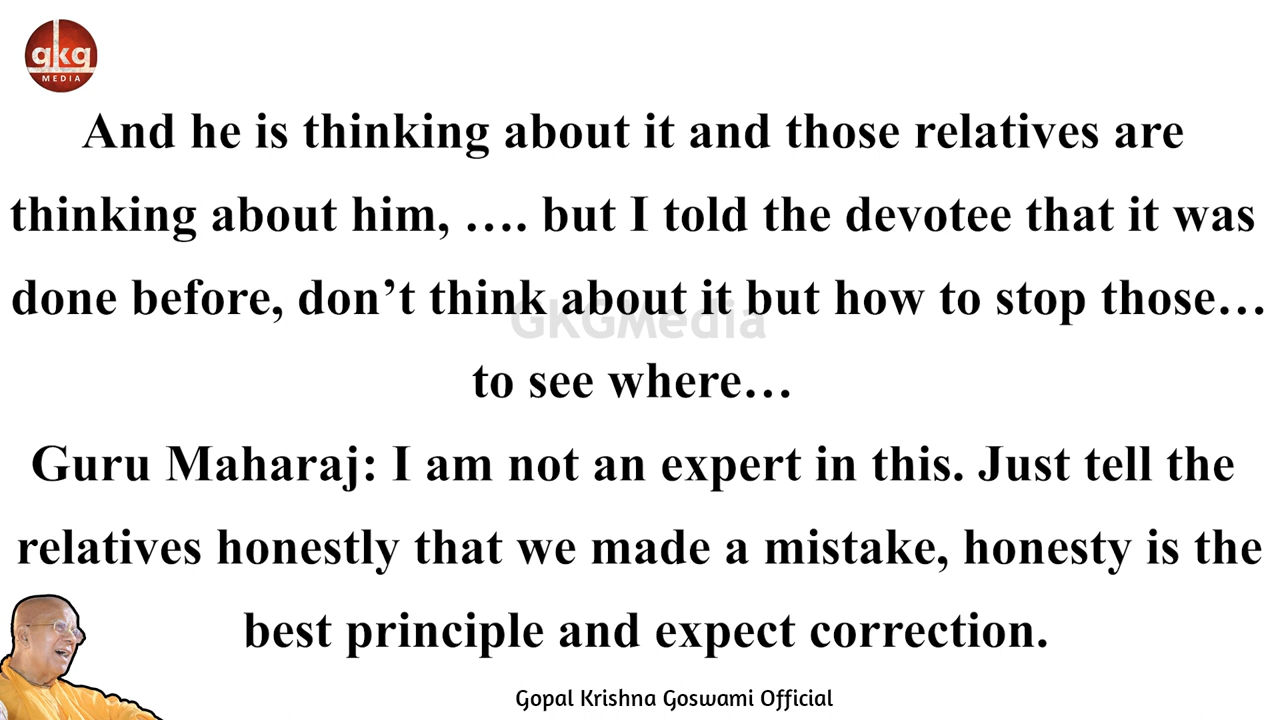 gkg
MEDIA
And he is thinking about it and those relatives are
thinking about him, …. but I told the devotee that it was
done before, don’t think about it but how to stop those…
GKGMedia
to see where…
Guru Maharaj: I am not an expert in this. Just tell the
relatives honestly that we made a mistake, honesty is the
best principle and expect correction.
Gopal Krishna Goswami Official